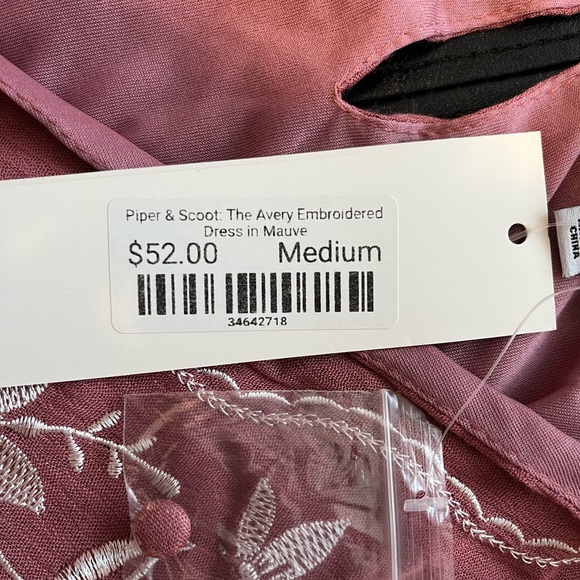 Piper & Scoot: The Avery Embroidered
Dress in Mauve
$52.00 Medium
34642718
CHINA